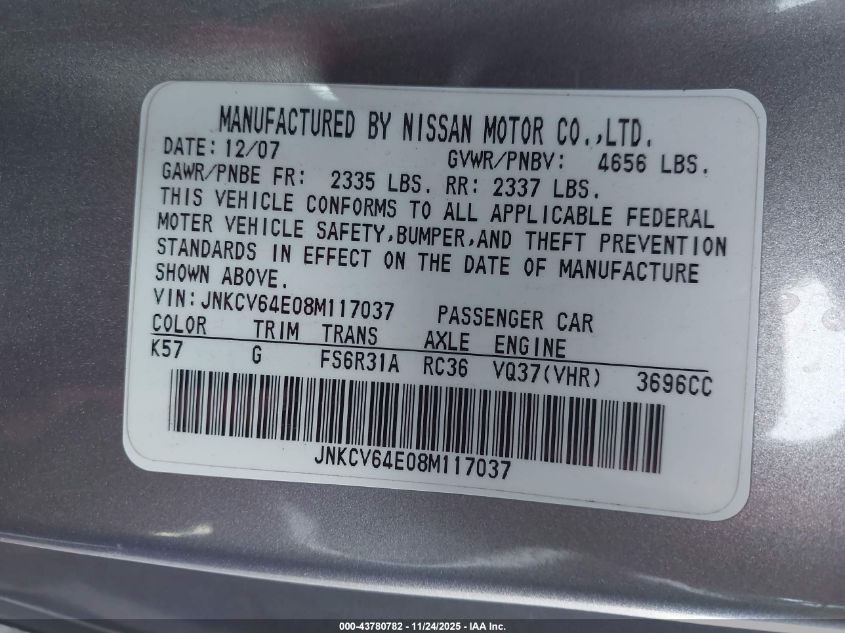 MANUFACTURED BY NISSAN MOTOR CO.,LTD.
DATE: 12/07 GVWR/PNBV: 4656 LBS.
GAWR/PNBE FR: 2335 LBS. RR: 2337 LBS.
THIS VEHICLE CONFORMS TO ALL APPLICABLE FEDERAL
MOTER VEHICLE SAFETY,BUMPER,AND THEFT PREVENTION
STANDARDS IN EFFECT ON THE DATE OF MANUFACTURE
SHOWN ABOVE.
VIN: JNKCV64E08M117037 PASSENGER CAR
COLOR TRIM TRANS AXLE ENGINE
K57 G FS6R31A RC36 VQ37(VHR) 3696CC
JNKCV64E08M117037
000-43780782 - 11/24/2025 - IAA Inc.